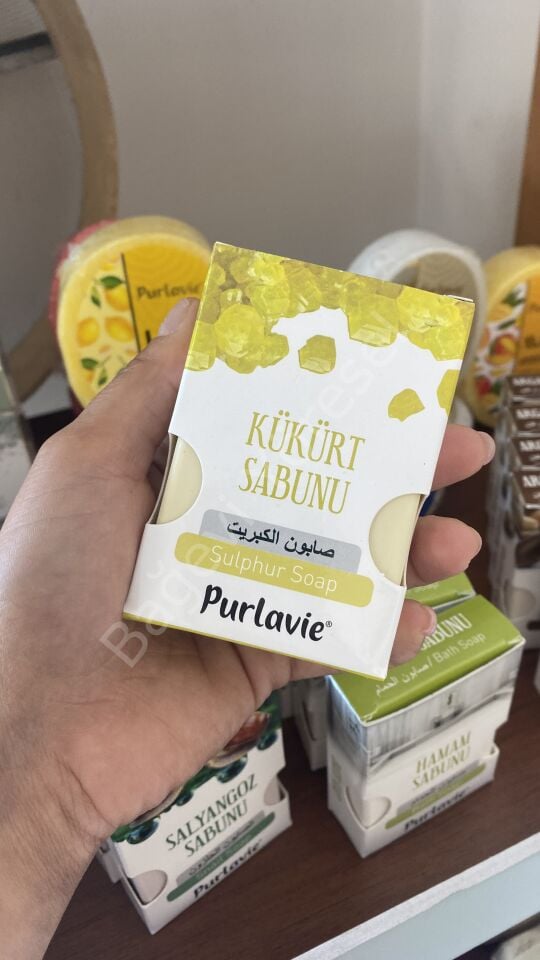 KÜKÜRT
SABUNU
صابون الكبريت
Sulphur Soap
Purlavie®
Purlavie
SABUNU
صابون الحمام / Bath Soap
HAMAM
SABUNU
Purlavie
SALYANGOZ
SABUNU
Purlavie